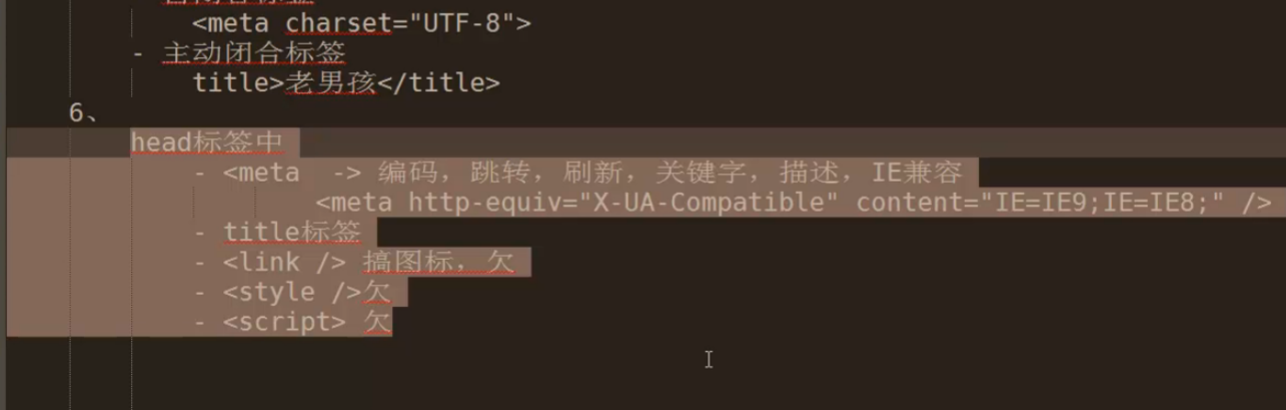 <meta charset="UTF-8">
- 主动闭合标签
title>老男孩</title>
6、
head标签中
- <meta -> 编码，跳转，刷新，关键字，描述，IE兼容
<meta http-equiv="X-UA-Compatible" content="IE=IE9;IE=IE8;" />
- title标签
- <link /> 搞图标，欠
- <style />欠
- <script> 欠